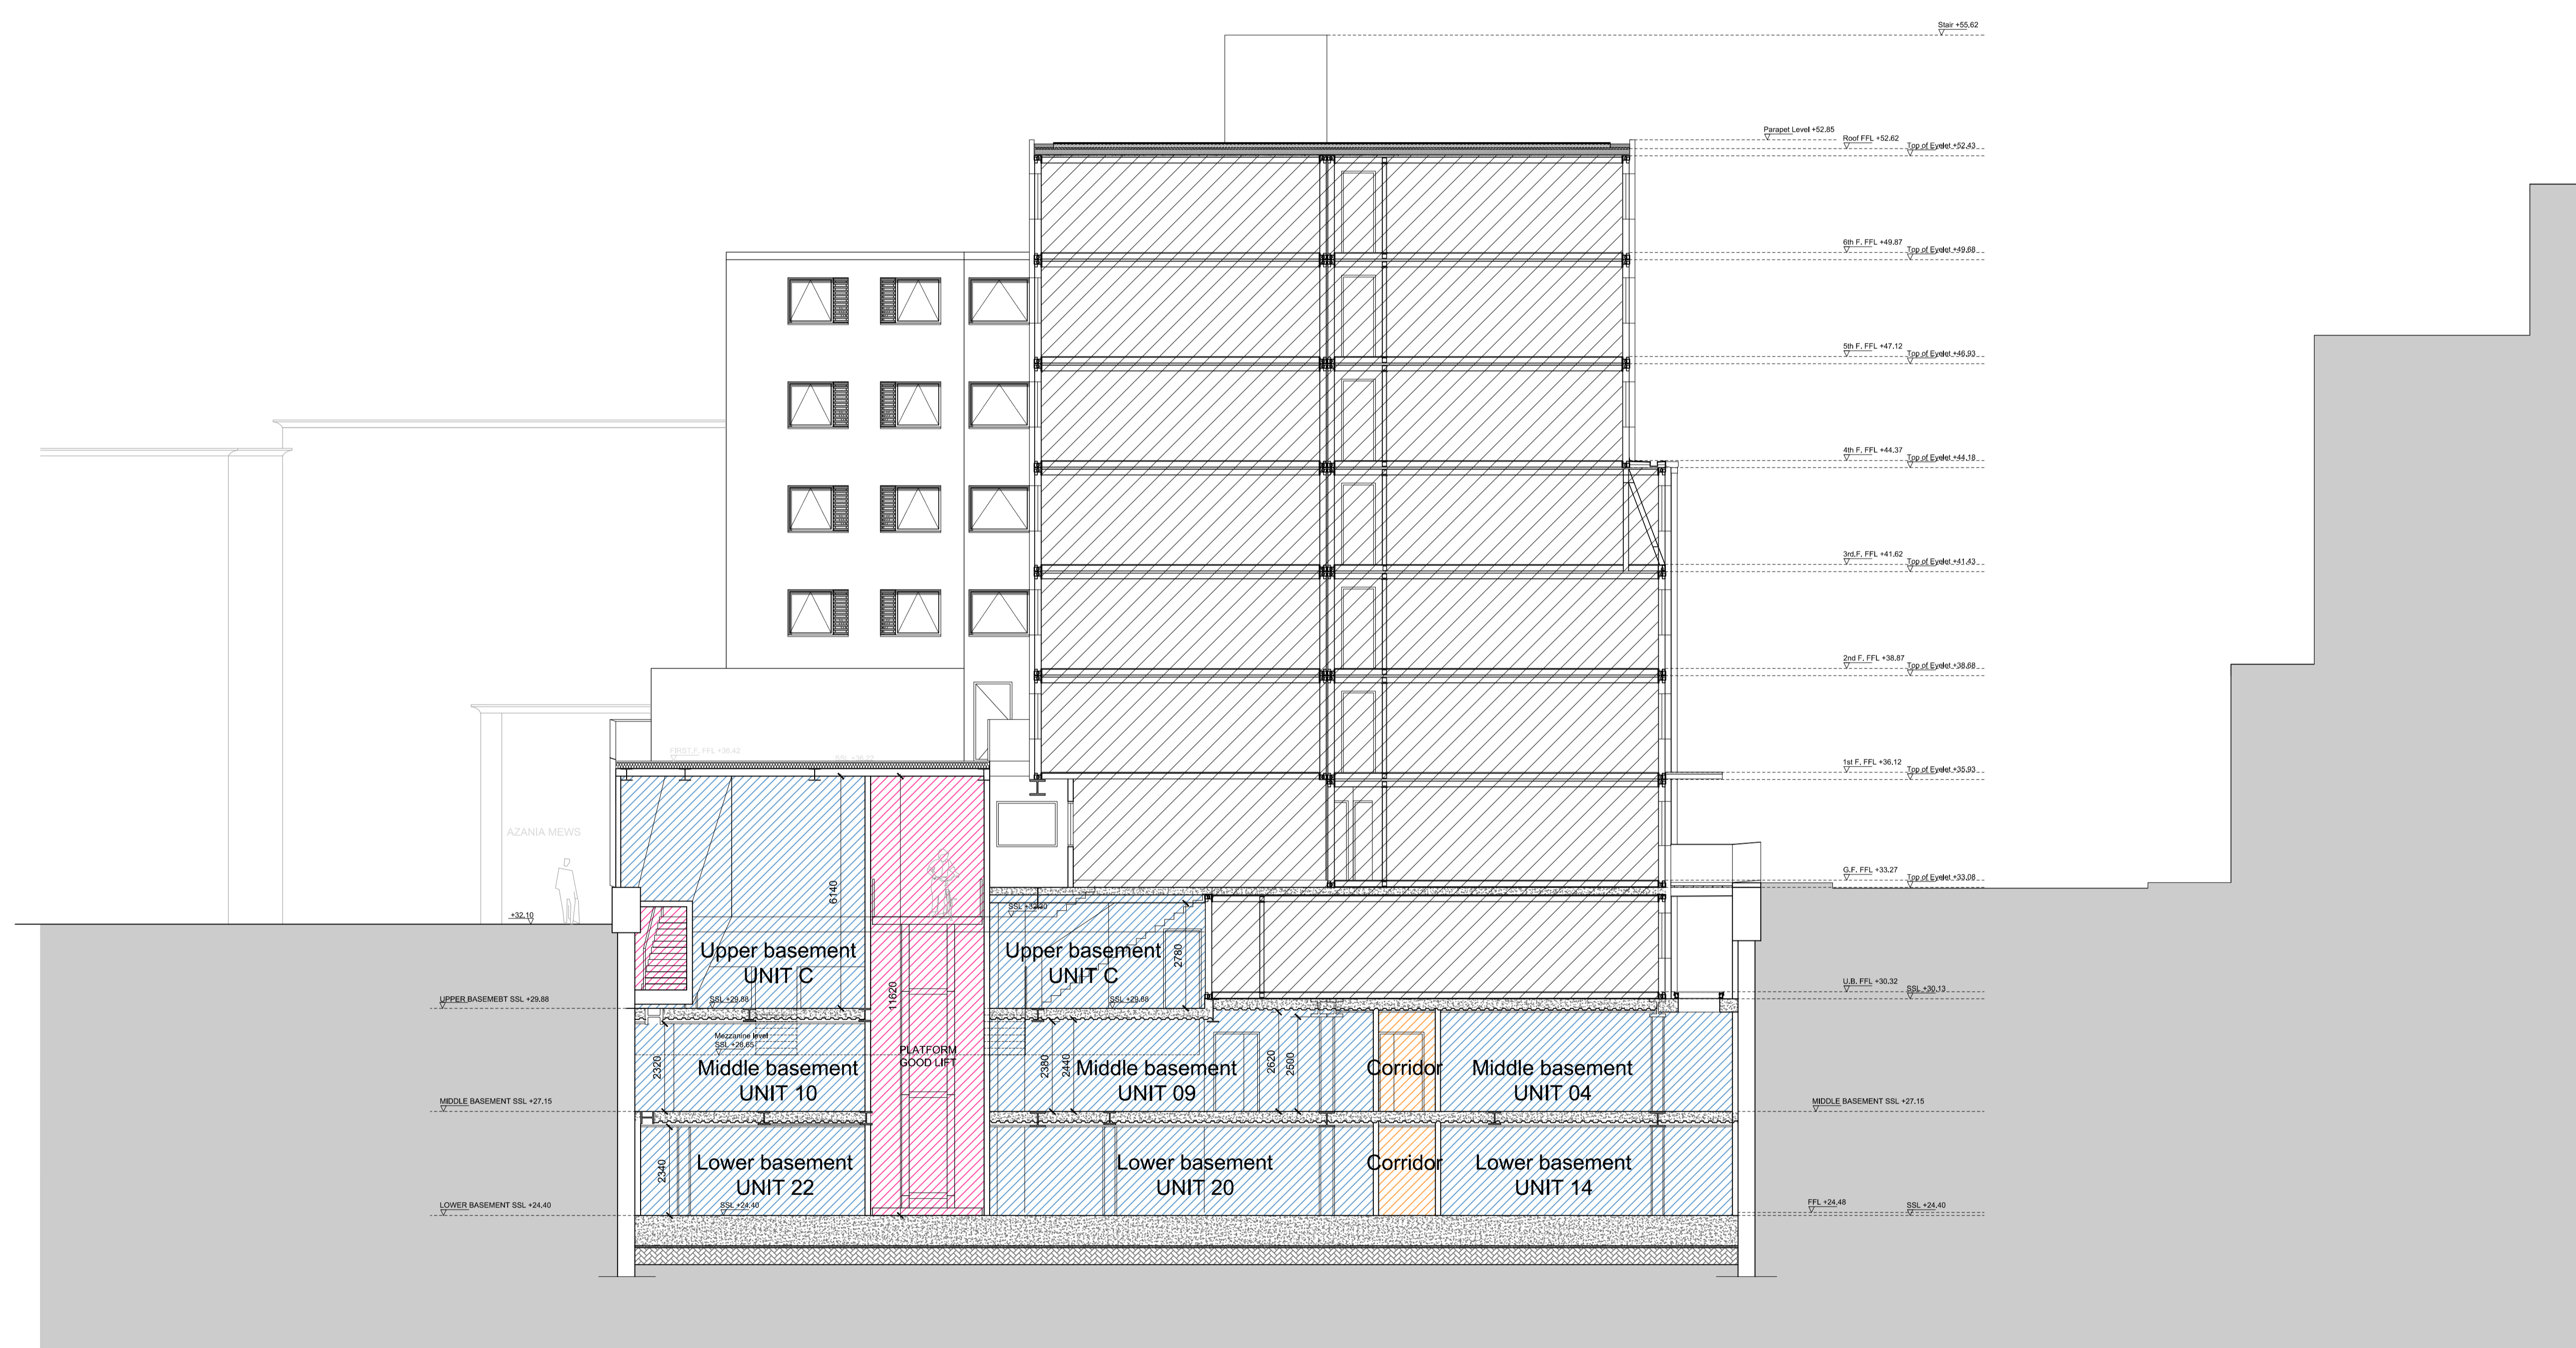 Stair +55,62
Parapet Level +52.85
Roof FFL +52.62
Top of Eyelet +52,43
6th F. FFL +49.87
Top of Eyelet +49,68
5th F. FFL +47.12
Top of Eyelet +46,93
4th F. FFL +44,37
Top of Eyelet +44,18
3rd.F. FFL +41.62
Top of Eyelet +41,43
2nd F. FFL +38,87
Top of Eyelet +38,68
FIRST.F. FFL +36,42
1st F. FFL +36.12
Top of Eyelet +35,93
AZANIA MEWS
6140
G.F. FFL +33.27
Top of Eyelet +33,08
+32.10
Upper basement
UNIT C
Upper basement
UNIT C
2780
11620
UPPER BASEMEBT SSL +29.88
SSL +29.88
SSL +29.88
U.B. FFL +30.32
SSL +30,13
Mezzanine level
SSL +28,65
PLATFORM
GOOD LIFT
2320
Middle basement
UNIT 10
2380
2440
Middle basement
UNIT 09
2620
2500
Corridor
Middle basement
UNIT 04
MIDDLE BASEMENT SSL +27,15
MIDDLE BASEMENT SSL +27,15
2340
Lower basement
UNIT 22
Lower basement
UNIT 20
Corridor
Lower basement
UNIT 14
LOWER BASEMENT SSL +24,40
SSL +24,40
FFL +24,48
SSL +24,40